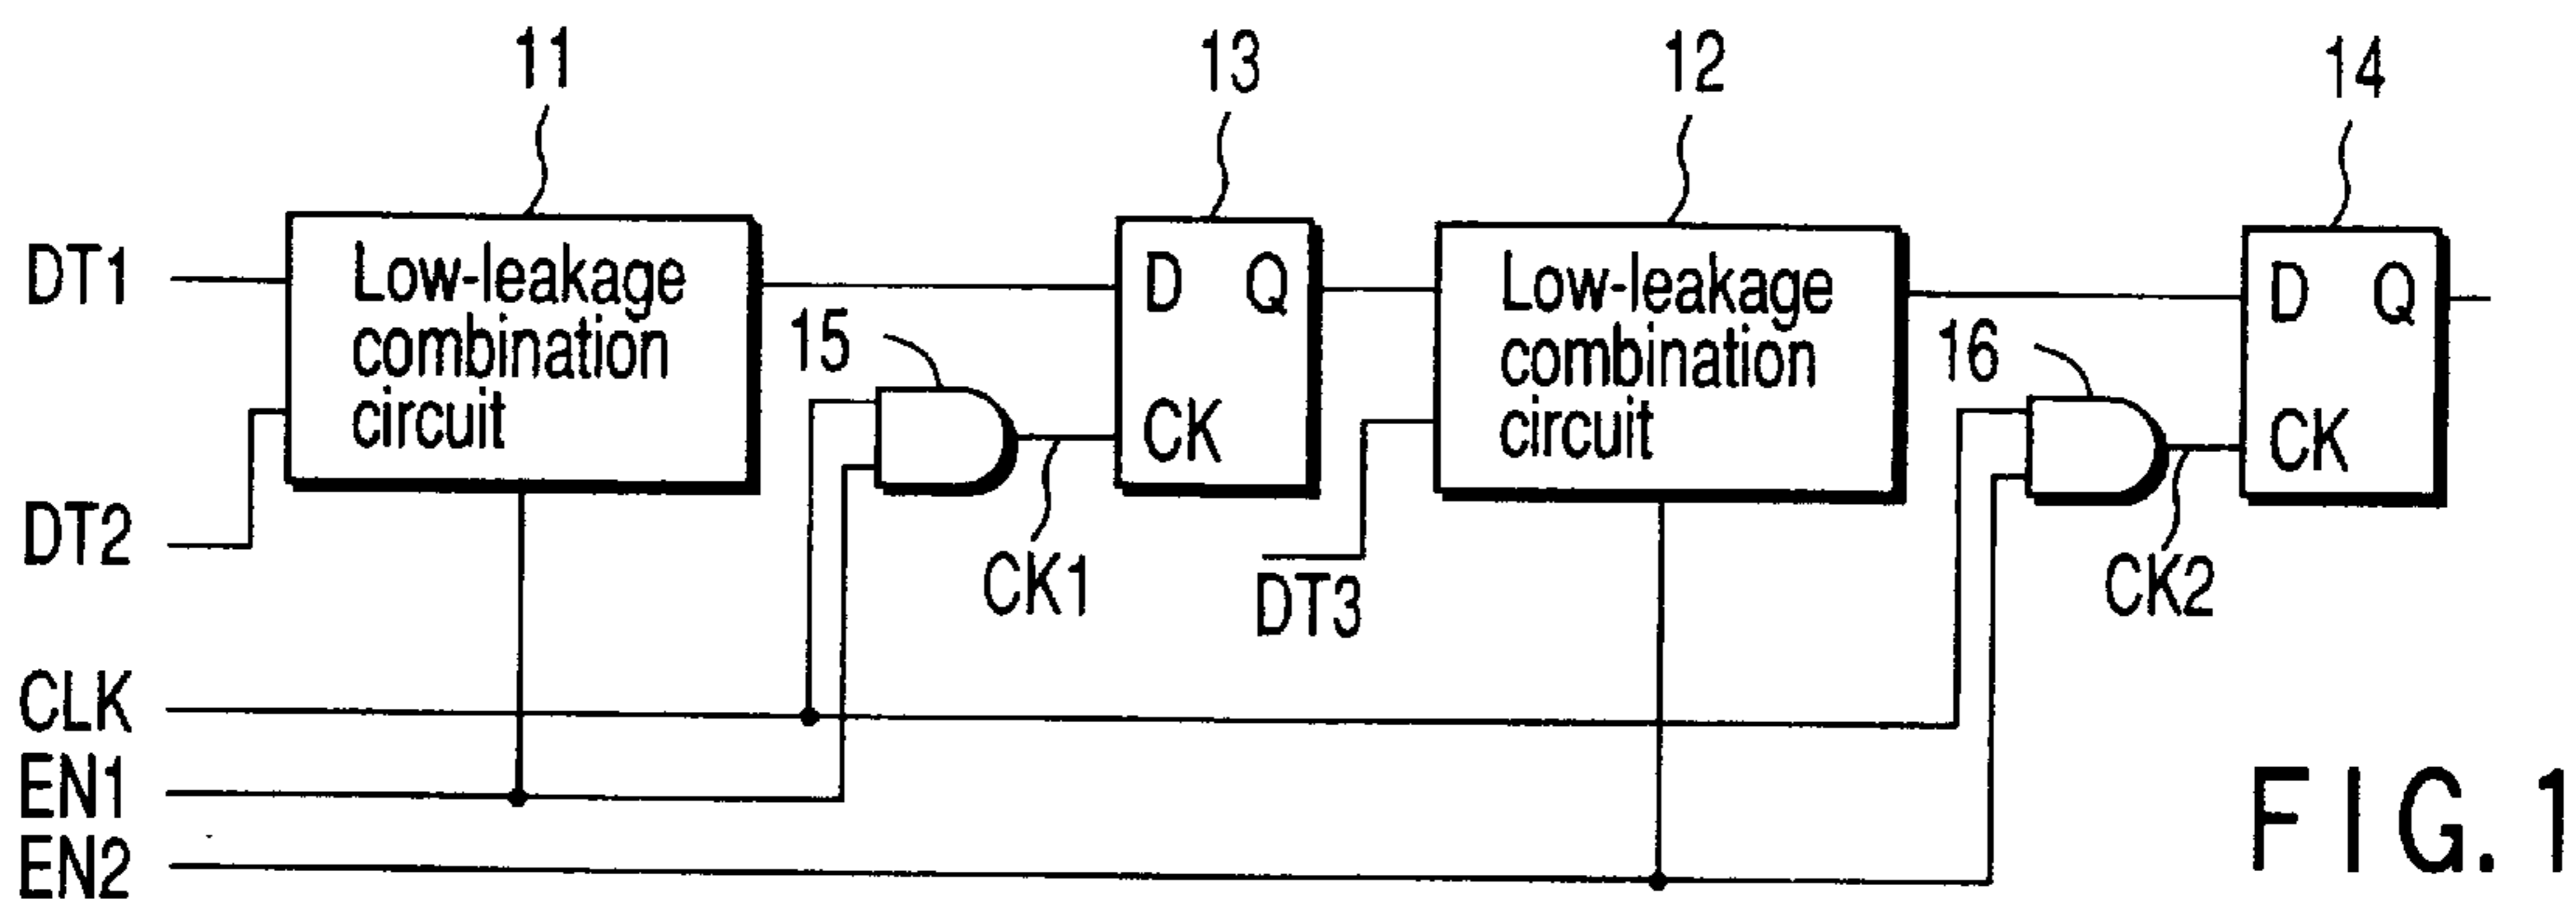 11
13
12
14
DT1
Low-leakage
combination
circuit
D Q
CK
Low-leakage
combination
circuit
D Q
CK
15
16
DT2
CK1
DT3
CK2
CLK
EN1
EN2
FIG. 1